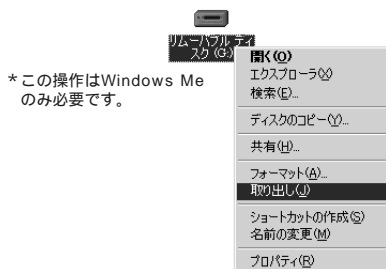 リムーバブル ディ
スク (G:)
＊この操作はWindows Me
のみ必要です。
開く(O)
エクスプローラ(X)
検索(E)...
ディスクのコピー(Y)...
共有(H)...
フォーマット(A)...
取り出し(J)
ショートカットの作成(S)
名前の変更(M)
プロパティ(R)